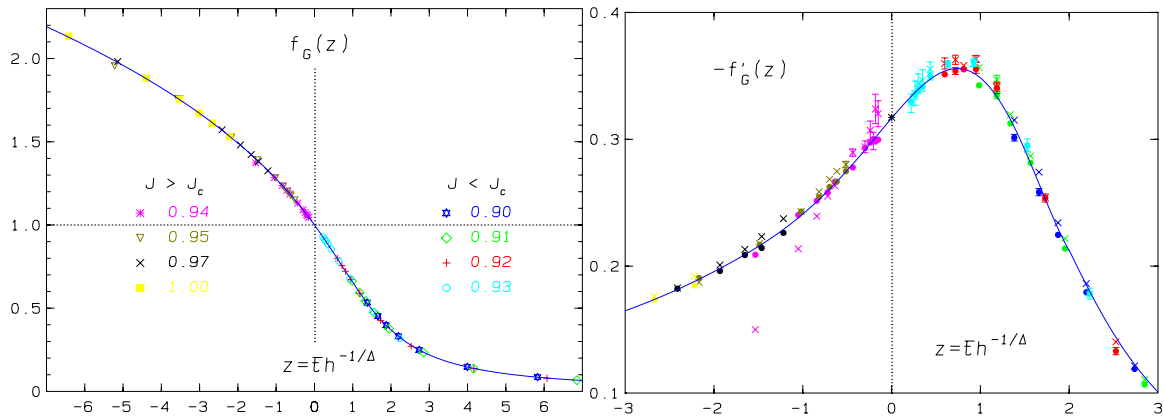 f_G(z)
2.0
1.5
1.0
0.5
0
J > J_c
0.94
0.95
0.97
1.00
J < J_c
0.90
0.91
0.92
0.93
z = t̅h^{-1/Δ}
-6 -5 -4 -3 -2 -1 0 1 2 3 4 5 6
0.4
0.3
0.2
0.1
-f'_G(z)
z = t̅h^{-1/Δ}
-3 -2 -1 0 1 2 3